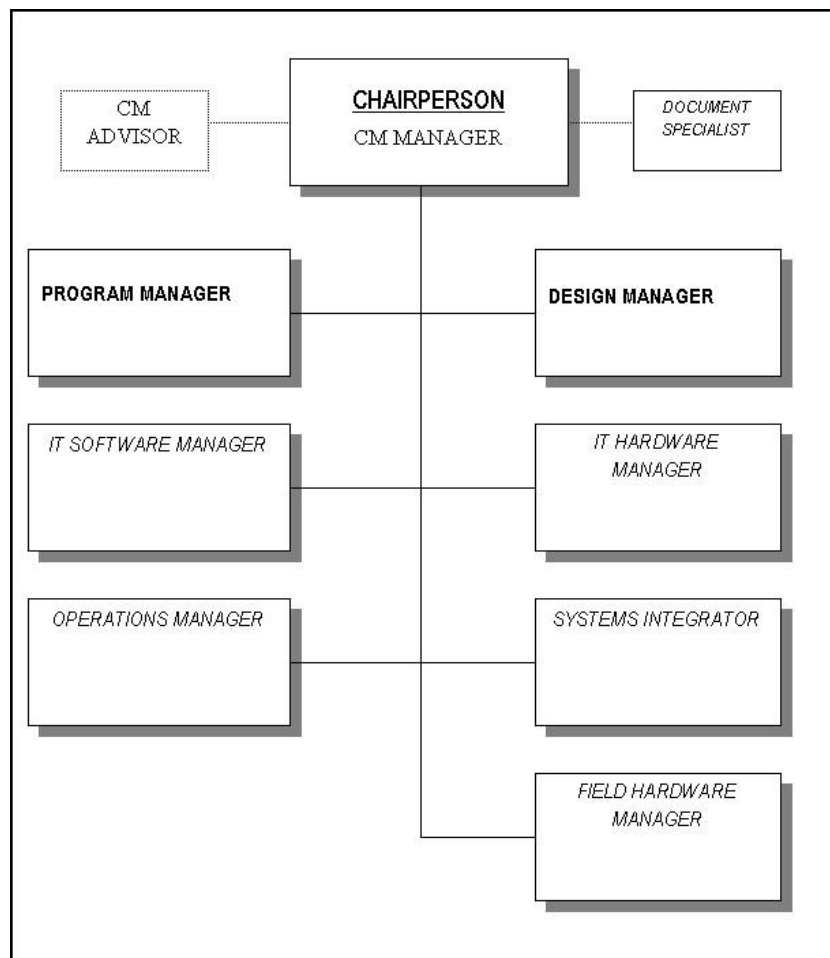 CM
ADVISOR
CHAIRPERSON
CM MANAGER
DOCUMENT
SPECIALIST
PROGRAM MANAGER
DESIGN MANAGER
IT SOFTWARE MANAGER
IT HARDWARE
MANAGER
OPERATIONS MANAGER
SYSTEMS INTEGRATOR
FIELD HARDWARE
MANAGER